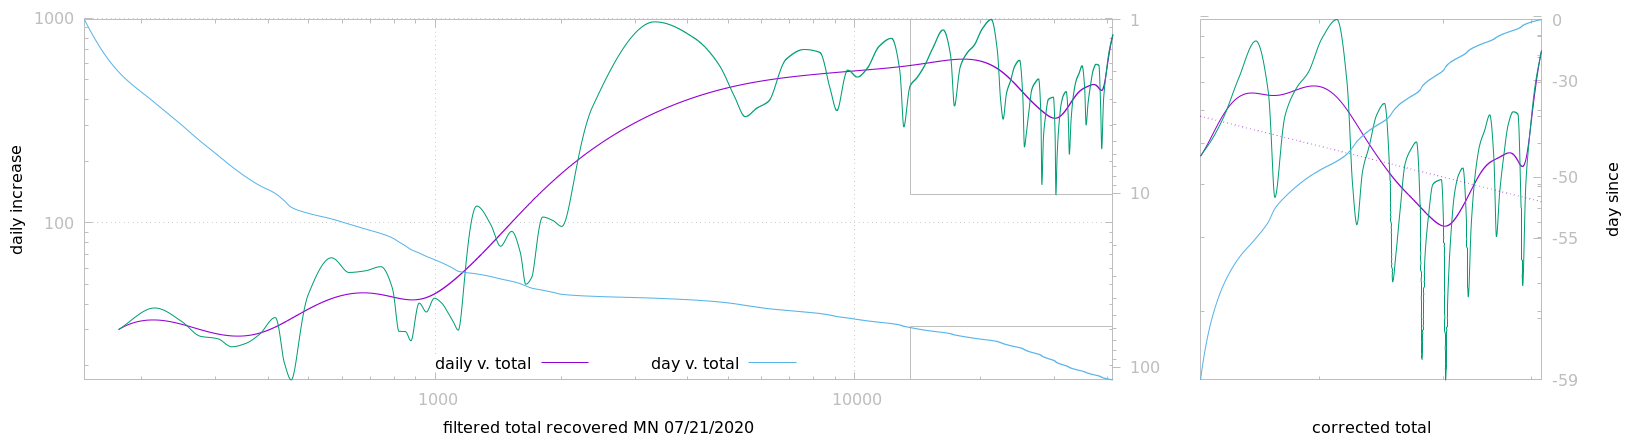 1000
100
daily increase
1
10
100
daily v. total
day v. total
1000
10000
filtered total recovered MN 07/21/2020
0
-30
-50
-55
-59
day since
corrected total